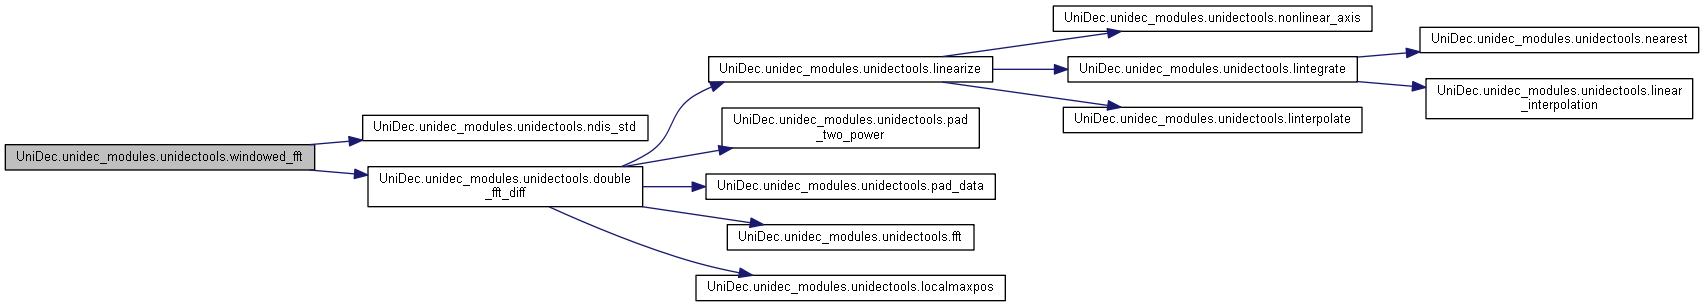 UniDec.unidec_modules.unidectools.windowed_fft
UniDec.unidec_modules.unidectools.ndis_std
UniDec.unidec_modules.unidectools.double
_fft_diff
UniDec.unidec_modules.unidectools.linearize
UniDec.unidec_modules.unidectools.pad
_two_power
UniDec.unidec_modules.unidectools.pad_data
UniDec.unidec_modules.unidectools.fft
UniDec.unidec_modules.unidectools.localmaxpos
UniDec.unidec_modules.unidectools.nonlinear_axis
UniDec.unidec_modules.unidectools.lintegrate
UniDec.unidec_modules.unidectools.linterpolate
UniDec.unidec_modules.unidectools.nearest
UniDec.unidec_modules.unidectools.linear
_interpolation